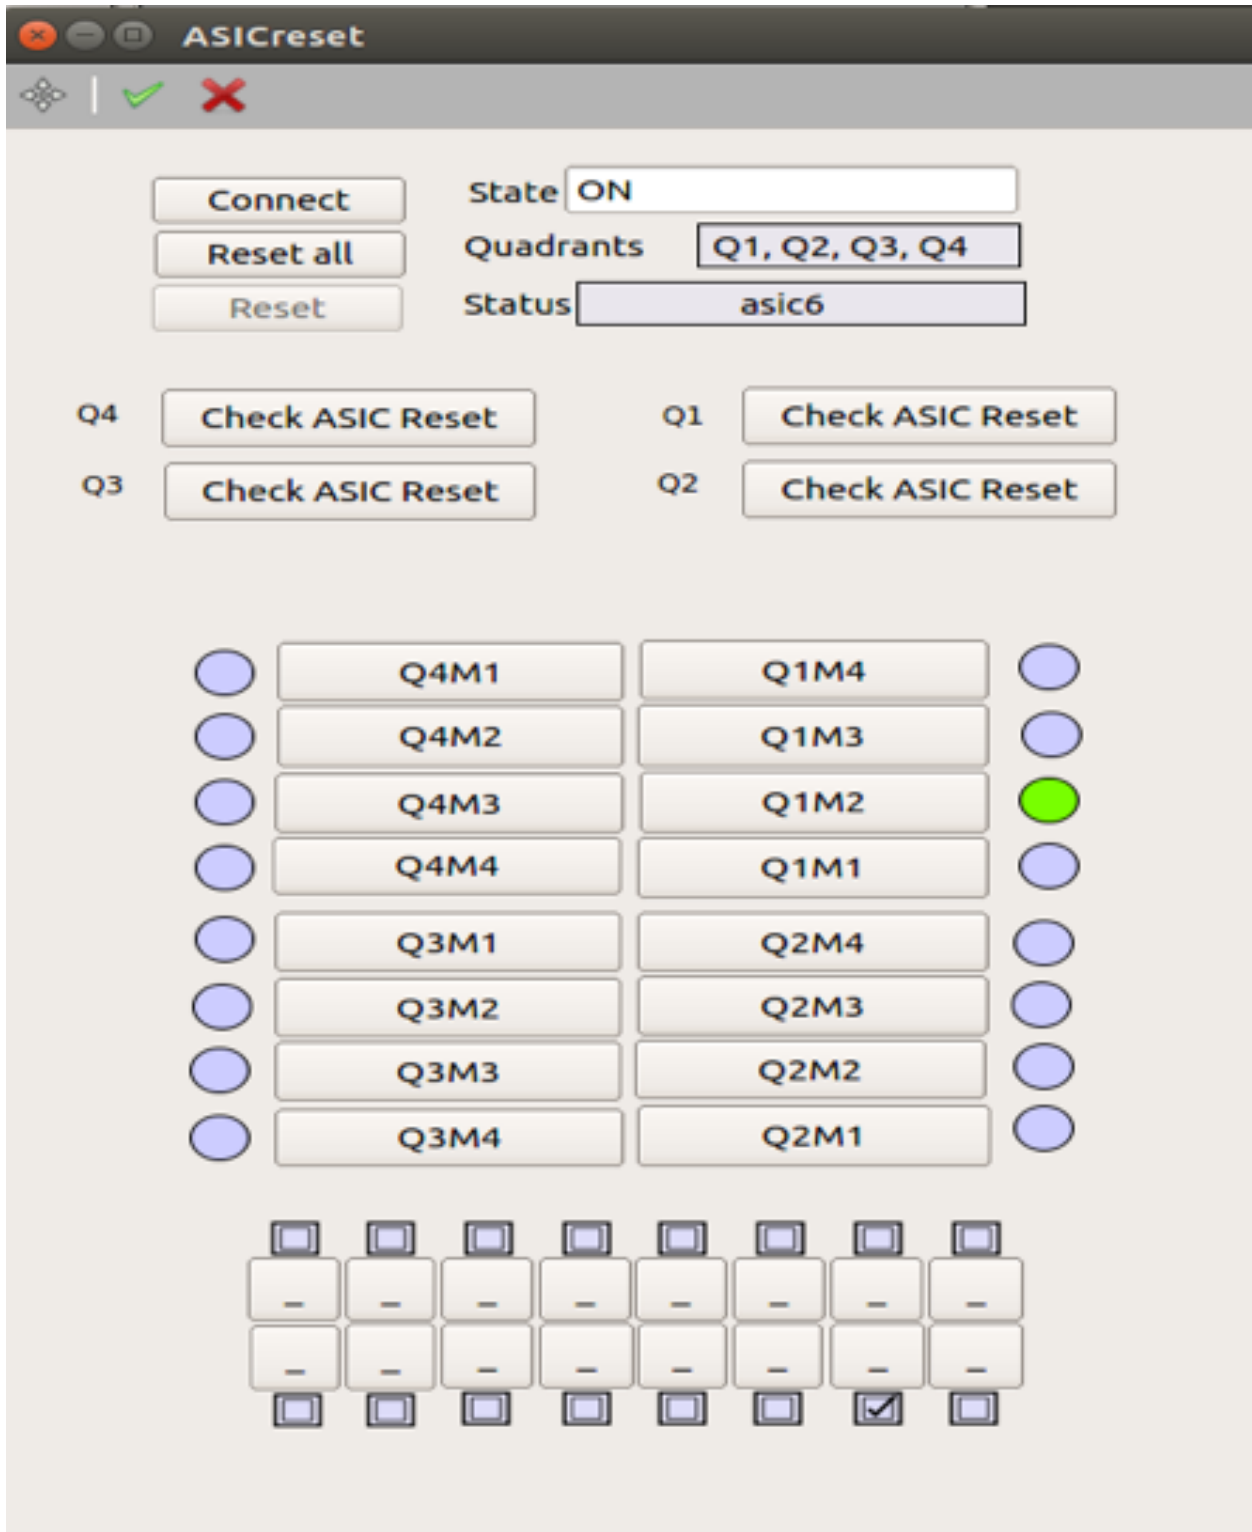 ASICreset
Connect
State ON
Reset all
Quadrants Q1, Q2, Q3, Q4
Reset
Status asic6
Q4 Check ASIC Reset Q1 Check ASIC Reset
Q3 Check ASIC Reset Q2 Check ASIC Reset
Q4M1 Q1M4
Q4M2 Q1M3
Q4M3 Q1M2
Q4M4 Q1M1
Q3M1 Q2M4
Q3M2 Q2M3
Q3M3 Q2M2
Q3M4 Q2M1
_ _ _ _ _ _ _ _
_ _ _ _ _ _ _ _